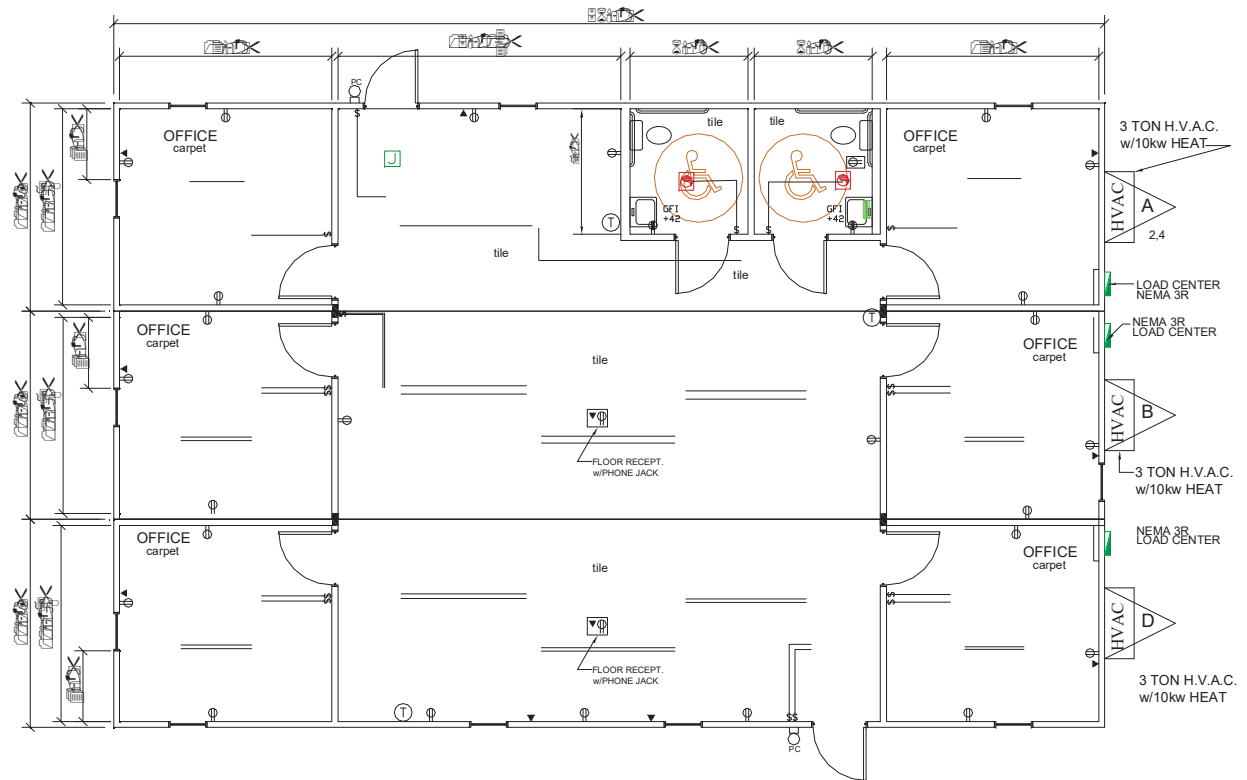 PC
$
OFFICE
carpet
J
tile
tile
OFFICE
carpet
3 TON H.V.A.C.
w/10kw HEAT
HVAC
A
2,4
GFI
+42
GFI
+42
T
$
$
$
$
tile
tile
LOAD CENTER
NEMA 3R
OFFICE
carpet
$
T
OFFICE
carpet
NEMA 3R
LOAD CENTER
tile
$$
$$
HVAC
B
FLOOR RECEPT.
w/PHONE JACK
3 TON H.V.A.C.
w/10kw HEAT
OFFICE
carpet
OFFICE
carpet
NEMA 3R
LOAD CENTER
tile
$$
$$
HVAC
D
FLOOR RECEPT.
w/PHONE JACK
3 TON H.V.A.C.
w/10kw HEAT
T
$$
PC